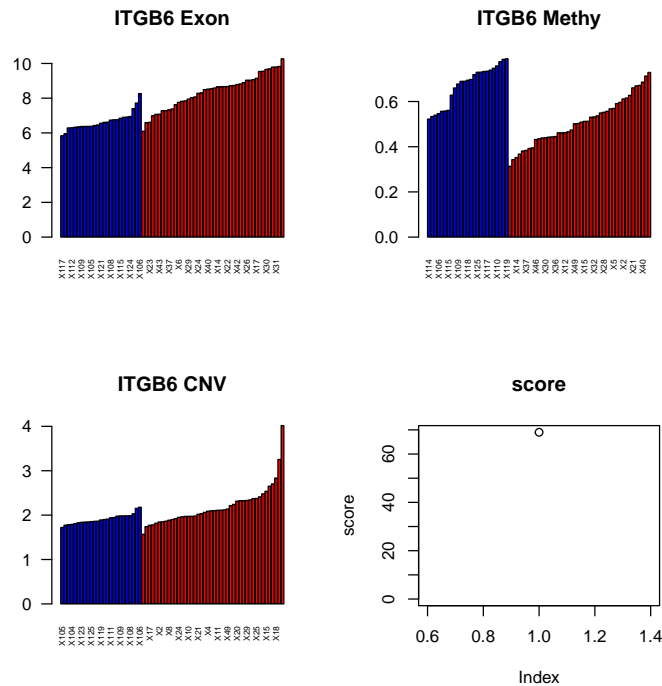 ITGB6 Exon
10
8
6
4
2
0
X117
X112
X109
X105
X121
X108
X115
X124
X106
X23
X43
X37
X6
X29
X24
X40
X14
X22
X42
X26
X17
X30
X31
ITGB6 Methy
0.6
0.4
0.2
0.0
X114
X106
X115
X109
X118
X125
X117
X110
X119
X14
X37
X46
X30
X36
X12
X49
X15
X32
X28
X5
X2
X21
X40
ITGB6 CNV
4
3
2
1
0
X105
X104
X123
X125
X119
X111
X109
X108
X106
X17
X2
X8
X24
X10
X21
X4
X11
X49
X20
X29
X25
X15
X18
score
score
60
40
20
0
0.6 0.8 1.0 1.2 1.4
Index